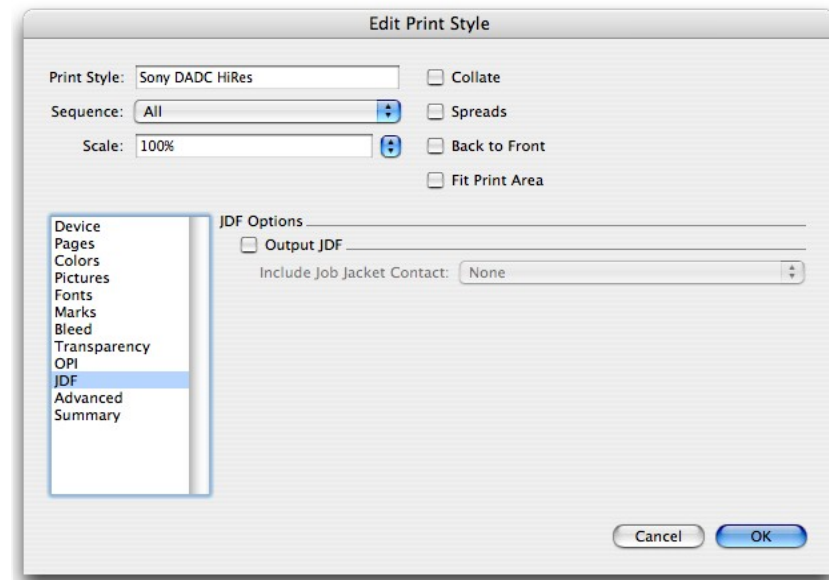 Edit Print Style
Print Style: Sony DADC HiRes
Collate
Sequence: All
Spreads
Scale: 100%
Back to Front
Fit Print Area
Device
Pages
Colors
Pictures
Fonts
Marks
Bleed
Transparency
OPI
JDF
Advanced
Summary
JDF Options
Output JDF
Include Job Jacket Contact: None
Cancel
OK